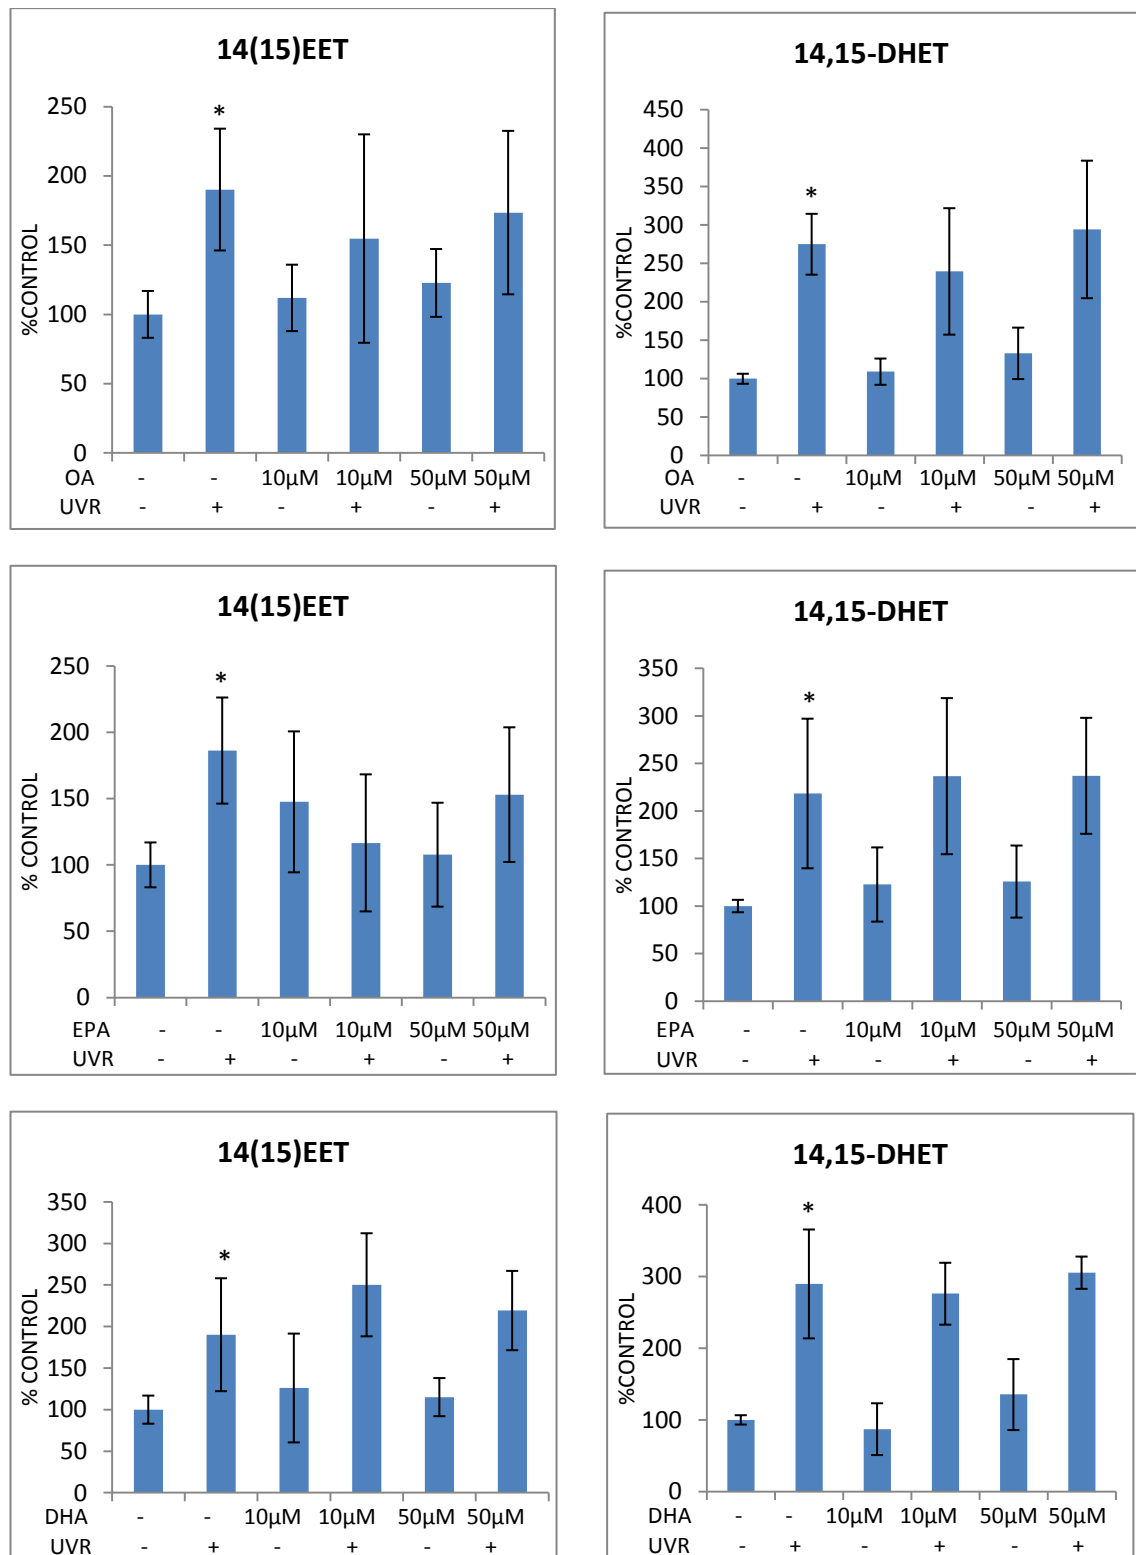 14(15)EET
*
250
200
150
100
50
0
%CONTROL
OA - - 10µM 10µM 50µM 50µM
UVR - + - + - +
14,15-DHET
*
450
400
350
300
250
200
150
100
50
0
%CONTROL
OA - - 10µM 10µM 50µM 50µM
UVR - + - + - +
14(15)EET
*
250
200
150
100
50
0
% CONTROL
EPA - - 10µM 10µM 50µM 50µM
UVR - + - + - +
14,15-DHET
*
350
300
250
200
150
100
50
0
% CONTROL
EPA - - 10µM 10µM 50µM 50µM
UVR - + - + - +
14(15)EET
*
350
300
250
200
150
100
50
0
% CONTROL
DHA - - 10µM 10µM 50µM 50µM
UVR - + - + - +
14,15-DHET
*
400
300
200
100
0
%CONTROL
DHA - - 10µM 10µM 50µM 50µM
UVR - + - + - +